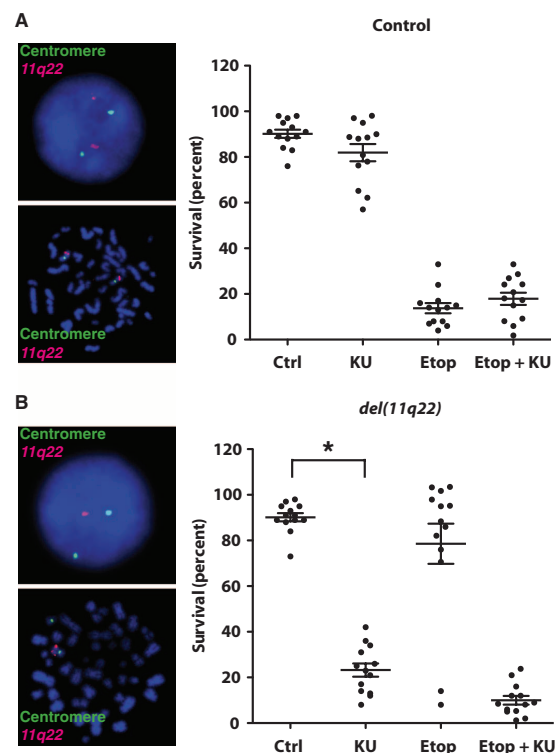 A
Control
Centromere
11q22
Centromere
11q22
Survival (percent)
120
100
80
60
40
20
0
Ctrl KU Etop Etop + KU
B
del(11q22)
Centromere
11q22
Centromere
11q22
Survival (percent)
120
100
80
60
40
20
0
*
Ctrl KU Etop Etop + KU